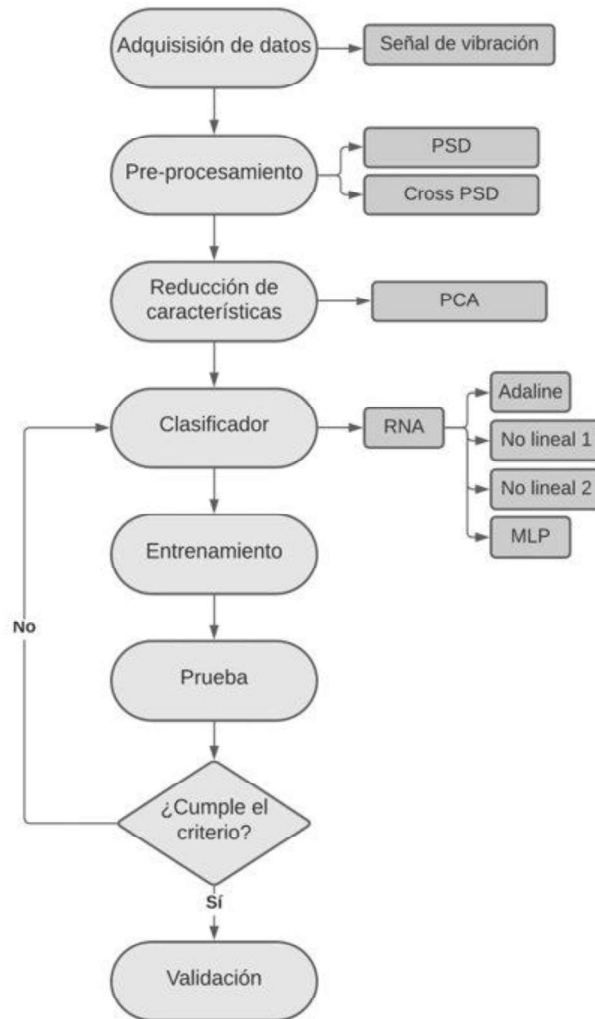 Adquisisión de datos
Señal de vibración
Pre-procesamiento
PSD
Cross PSD
Reducción de
características
PCA
Clasificador
RNA
Adaline
No lineal 1
No lineal 2
MLP
Entrenamiento
No
Prueba
¿Cumple el
criterio?
Sí
Validación